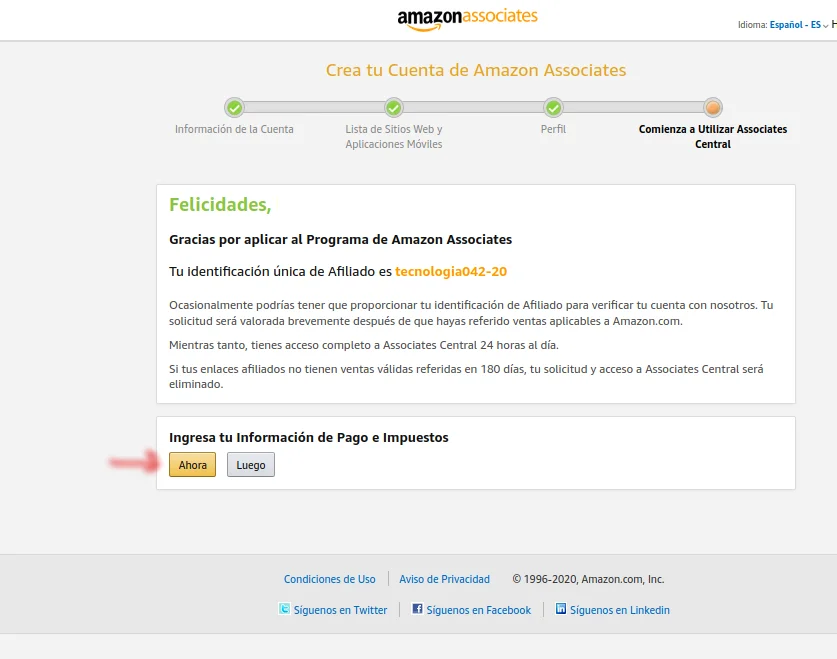 amazonassociates
Idioma: Español - ES H
Crea tu Cuenta de Amazon Associates
Información de la Cuenta
Lista de Sitios Web y
Aplicaciones Móviles
Perfil
Comienza a Utilizar Associates
Central
Felicidades,
Gracias por aplicar al Programa de Amazon Associates
Tu identificación única de Afiliado es tecnologia042-20
Ocasionalmente podrías tener que proporcionar tu identificación de Afiliado para verificar tu cuenta con nosotros. Tu
solicitud será valorada brevemente después de que hayas referido ventas aplicables a Amazon.com.
Mientras tanto, tienes acceso completo a Associates Central 24 horas al día.
Si tus enlaces afiliados no tienen ventas válidas referidas en 180 días, tu solicitud y acceso a Associates Central será
eliminado.
Ingresa tu Información de Pago e Impuestos
Ahora Luego
Condiciones de Uso Aviso de Privacidad © 1996-2020, Amazon.com, Inc.
Síguenos en Twitter Síguenos en Facebook Síguenos en Linkedin